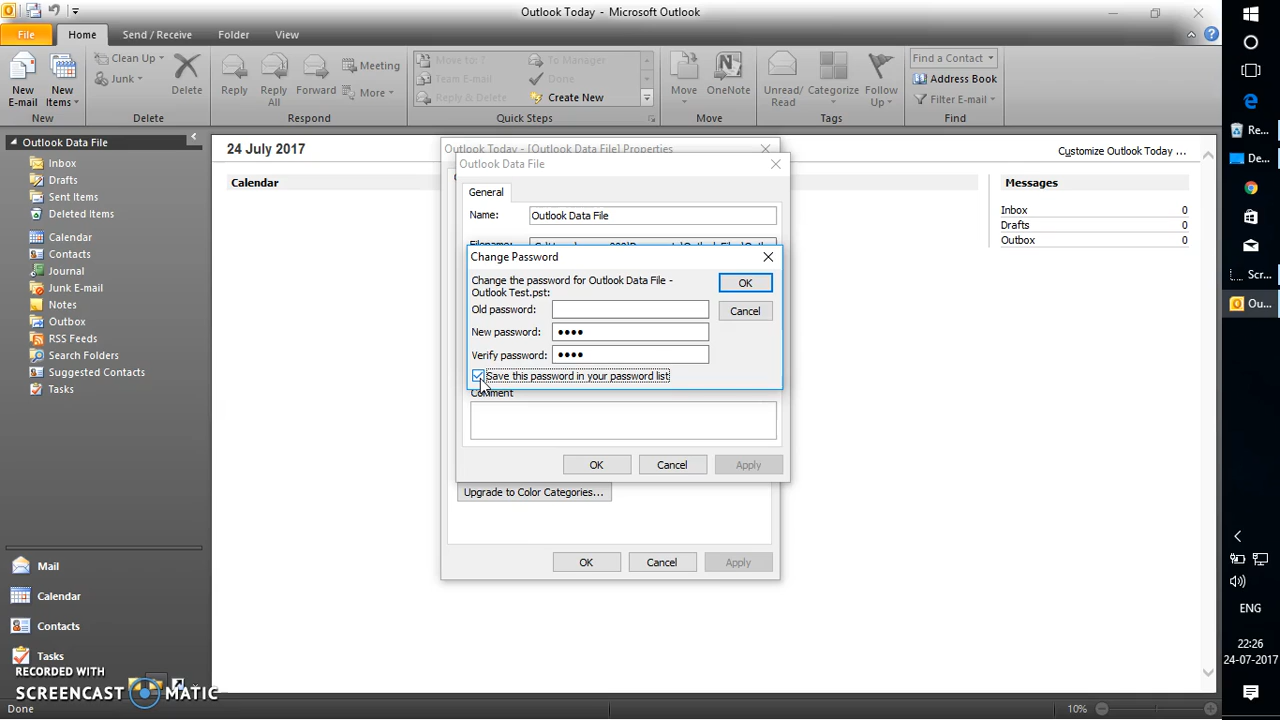 Outlook Today - Microsoft Outlook
File Home Send / Receive Folder View
New E-mail
New Items
Clean Up
Junk
Delete
Reply
Reply All
Forward
Meeting
More
Move to: ?
Team E-mail
Reply & Delete
To Manager
Done
Create New
Move
OneNote
Unread/ Read
Categorize
Follow Up
Find a Contact
Address Book
Filter E-mail
New Delete Respond Quick Steps Move Tags Find
Outlook Data File
Inbox
Drafts
Sent Items
Deleted Items
Calendar
Contacts
Journal
Junk E-mail
Notes
Outbox
RSS Feeds
Search Folders
Suggested Contacts
Tasks
Mail
Calendar
Contacts
Tasks
24 July 2017
Customize Outlook Today ...
Calendar
Messages
Inbox 0
Drafts 0
Outbox 0
Outlook Today - [Outlook Data File] Properties
Outlook Data File
General
Name: Outlook Data File
Filename:
Change Password
Change the password for Outlook Data File -
Outlook Test.pst:
Old password:
New password: ••••
Verify password: ••••
Save this password in your password list
OK
Cancel
Comment
OK Cancel Apply
Upgrade to Color Categories...
OK Cancel Apply
RECORDED WITH
SCREENCAST MATIC
Done
10%
Re...
De...
Scr...
Ou...
ENG
22:26
24-07-2017